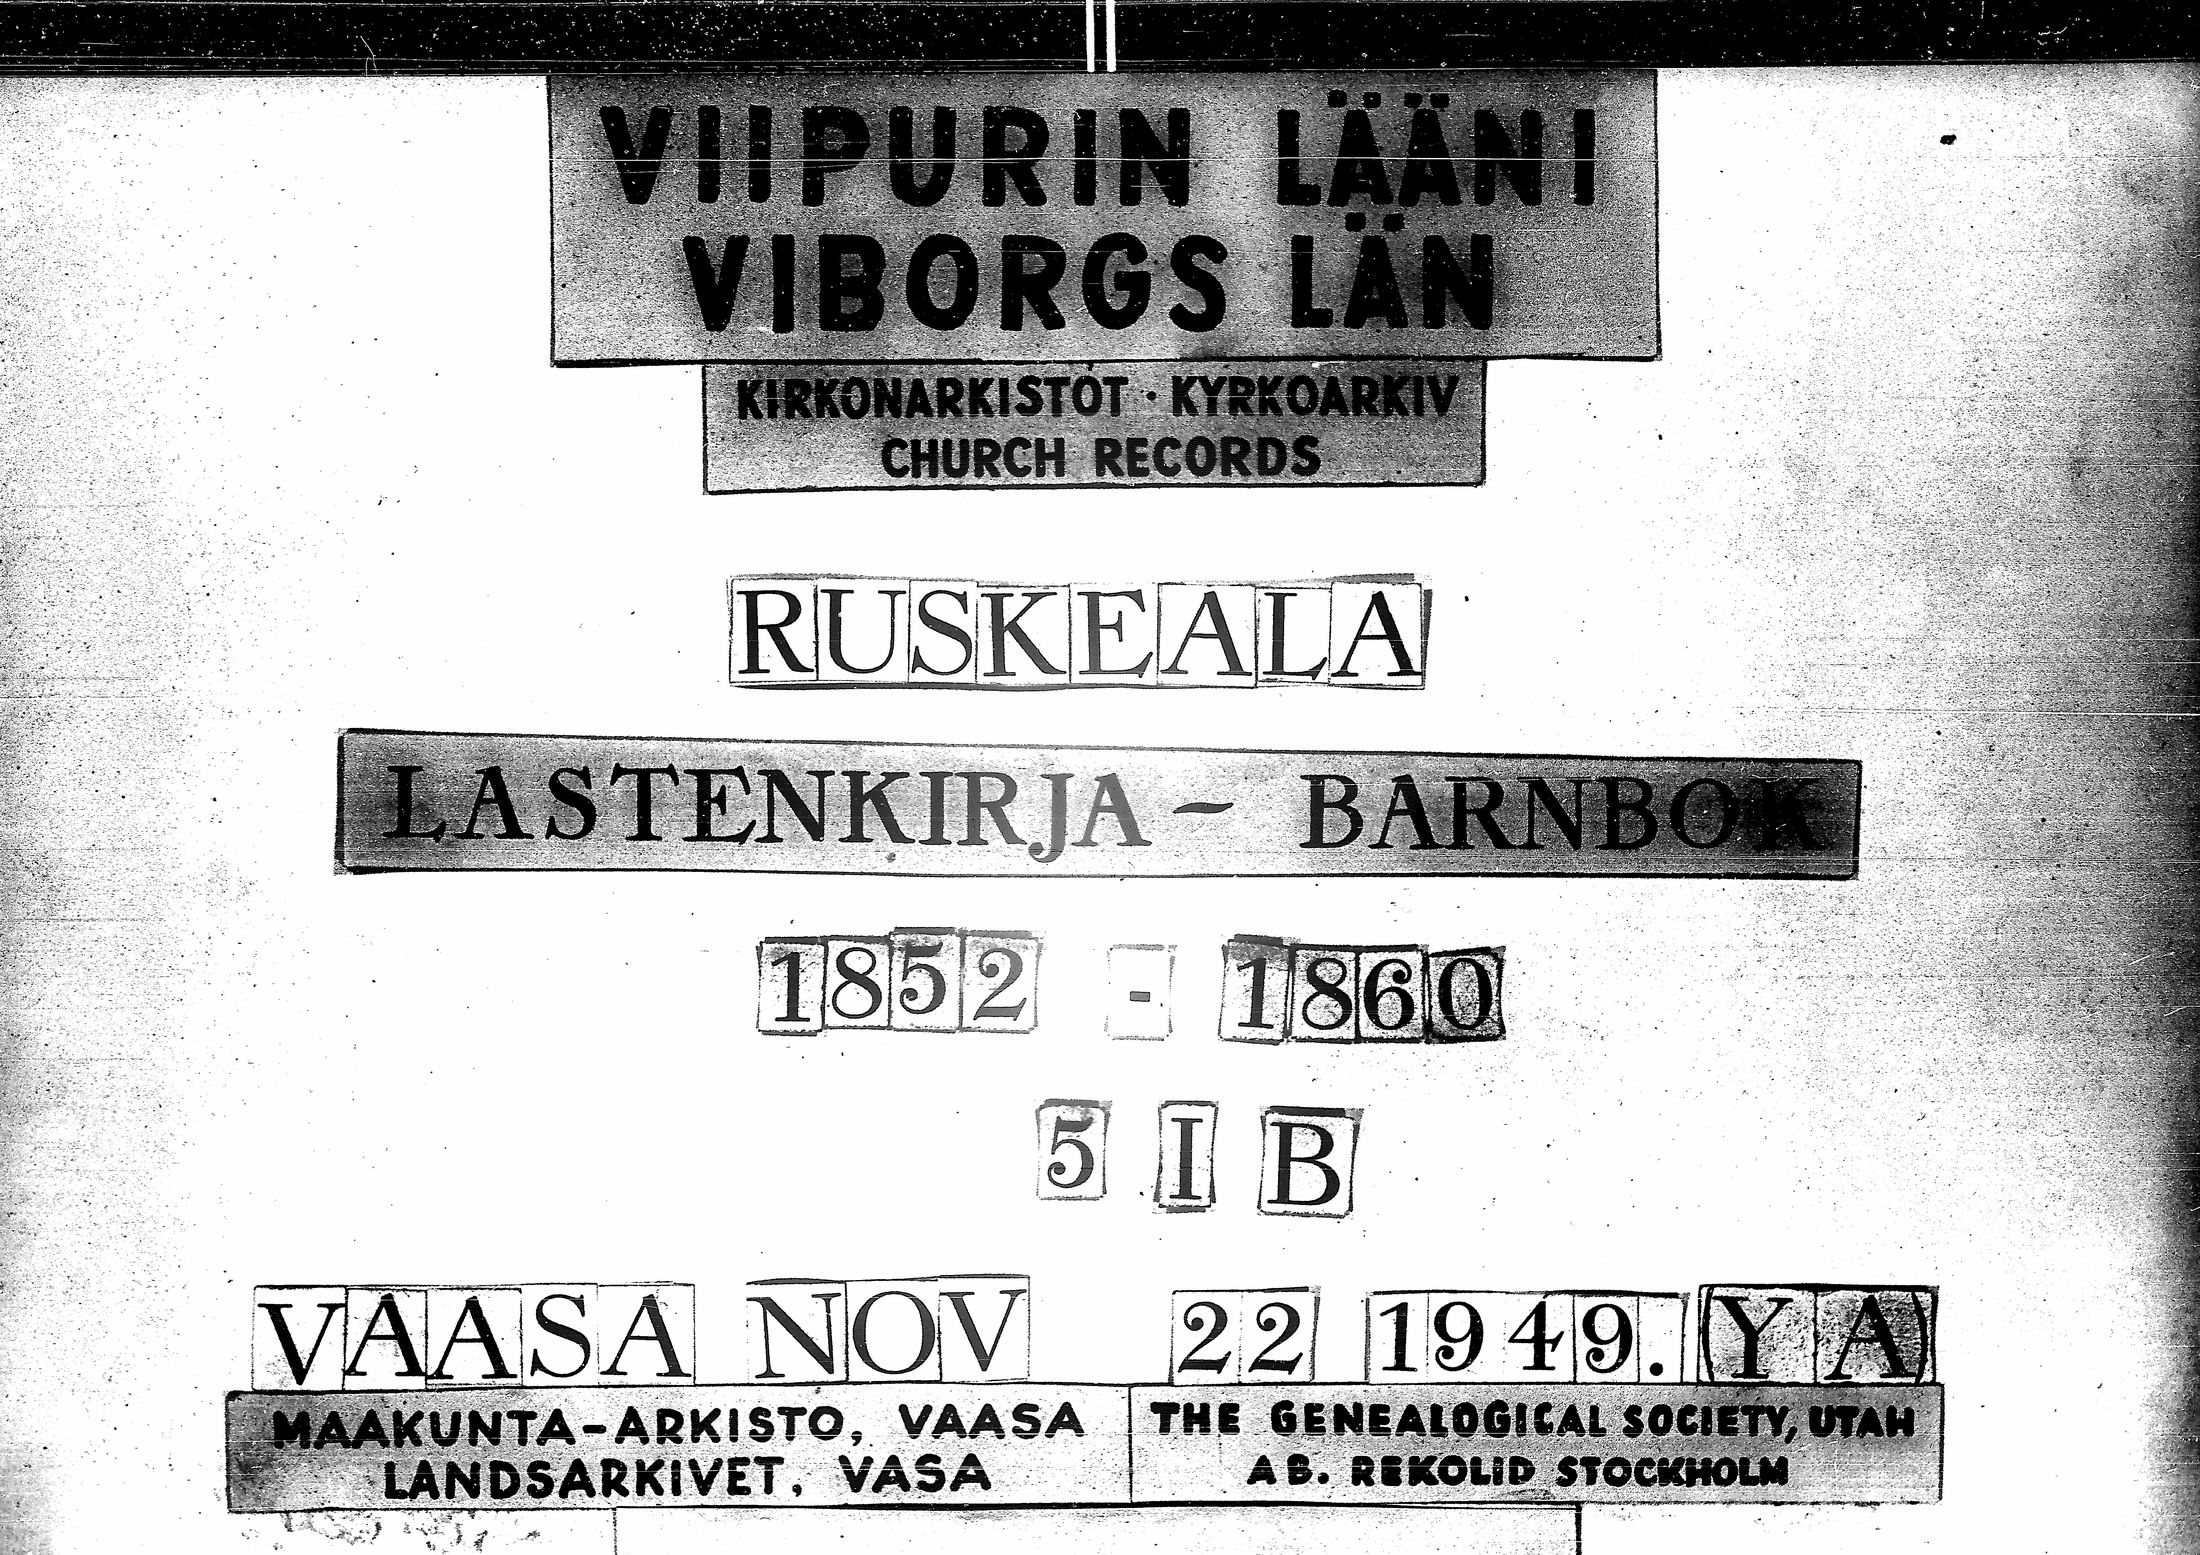 VIIPURIN LÄÄNI
VIBORGS LÄN
KIRKONARKISTOT · KYRKOARKIV
CHURCH RECORDS
RUSKEALA
LASTENKIRJA - BARNBOK
1852 - 1860
5 I B
VAASA NOV 22 1949. (YA)
MAAKUNTA-ARKISTO, VAASA
LANDSARKIVET, VASA
THE GENEALOGICAL SOCIETY, UTAH
AB. REKOLID STOCKHOLM